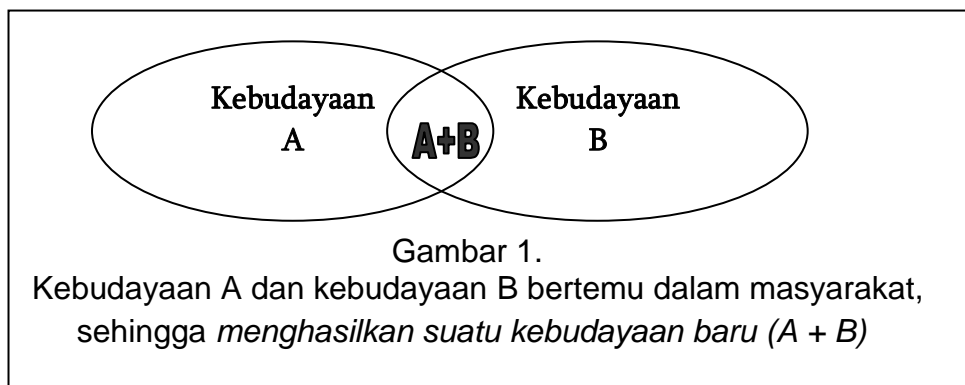 Kebudayaan
A
A+B
Kebudayaan
B
Gambar 1.
Kebudayaan A dan kebudayaan B bertemu dalam masyarakat,
sehingga menghasilkan suatu kebudayaan baru (A + B)